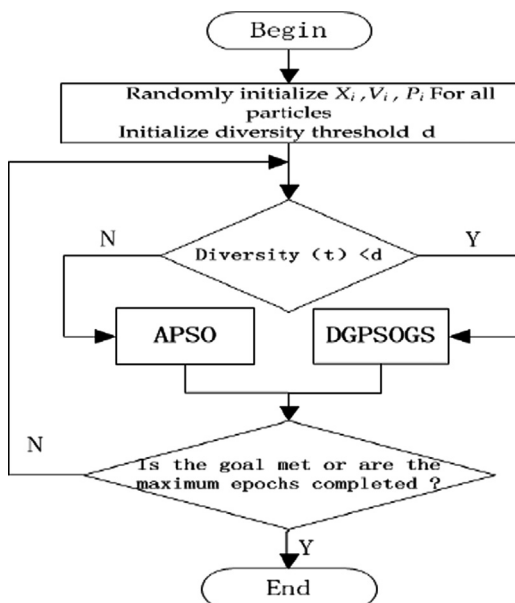 Begin
Randomly initialize Xi ,Vi , Pi For all
particles
Initialize diversity threshold d
N
Y
Diversity (t) <d
APSO
DGPSOGS
N
Is the goal met or are the
maximum epochs completed ?
Y
End